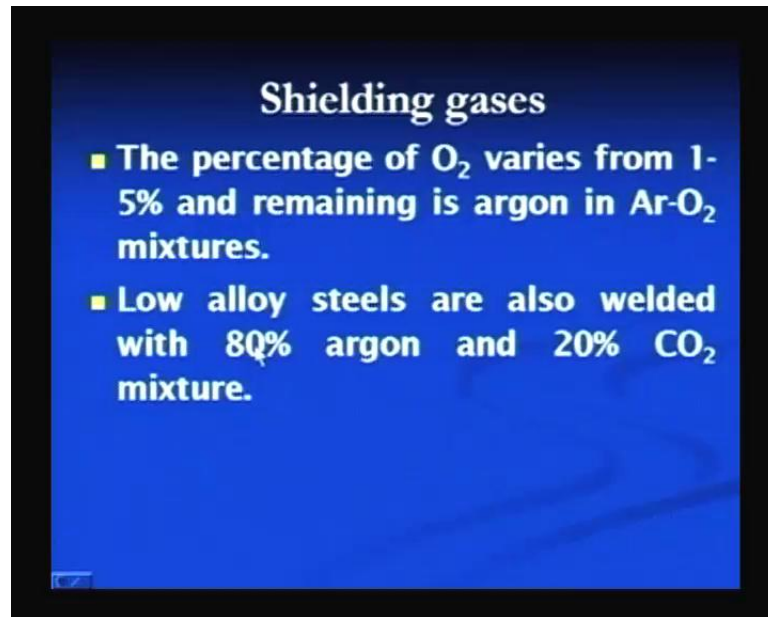 Shielding gases
The percentage of O₂ varies from 1-
5% and remaining is argon in Ar-O₂
mixtures.
Low alloy steels are also welded
with 80% argon and 20% CO₂
mixture.